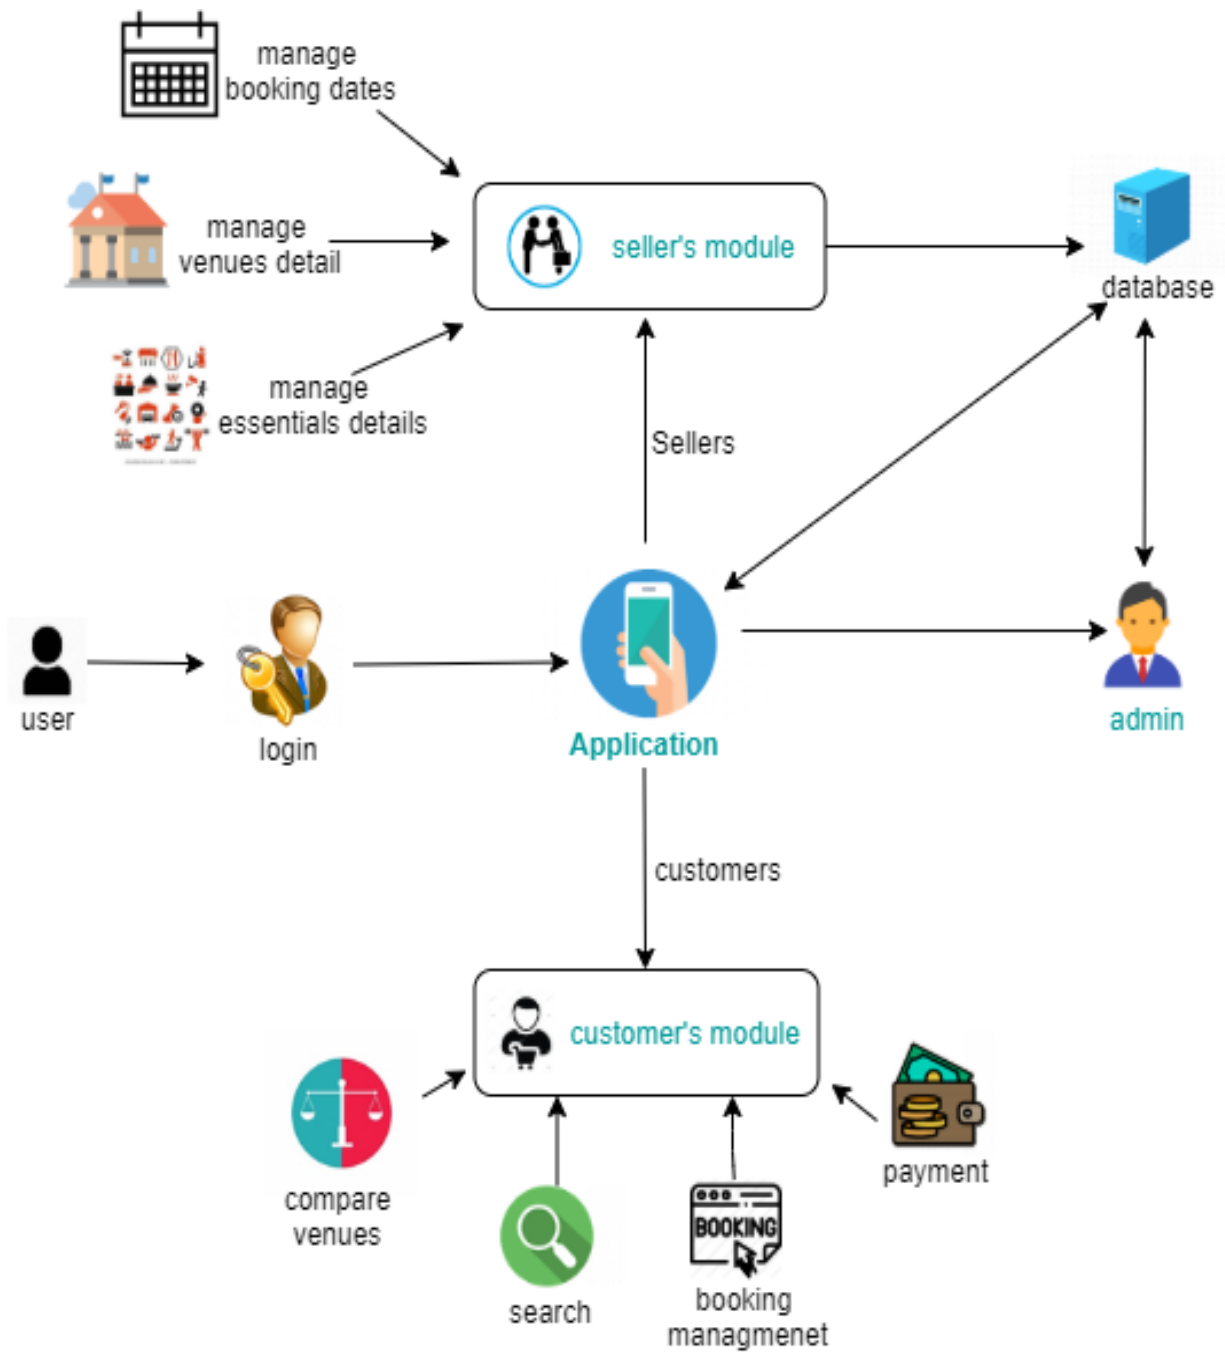 manage
booking dates
manage
venues detail
seller's module
database
manage
essentials details
Sellers
user
login
Application
admin
customers
customer's module
compare
venues
search
BOOKING
booking
managmenet
payment